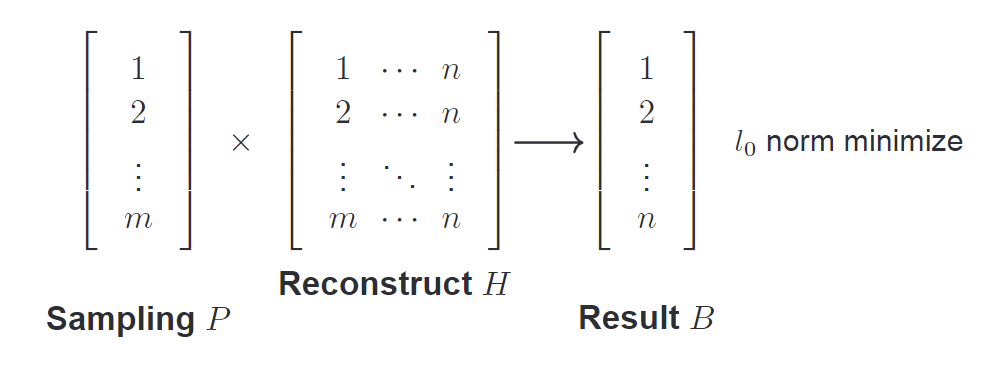 1 1 ⋯ n 1
2 2 ⋯ n 2
× ⟶ l₀ norm minimize
⋮ ⋮ ⋱ ⋮ ⋮
m m ⋯ n n
Reconstruct H
Sampling P Result B